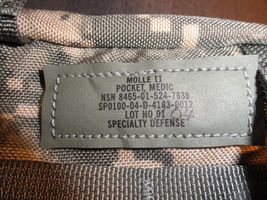 MOLLE II
POCKET, MEDIC
NSN 8465-01-524-7638
SP0100-04-D-4183-0012
LOT NO 01
SPECIALTY DEFENSE